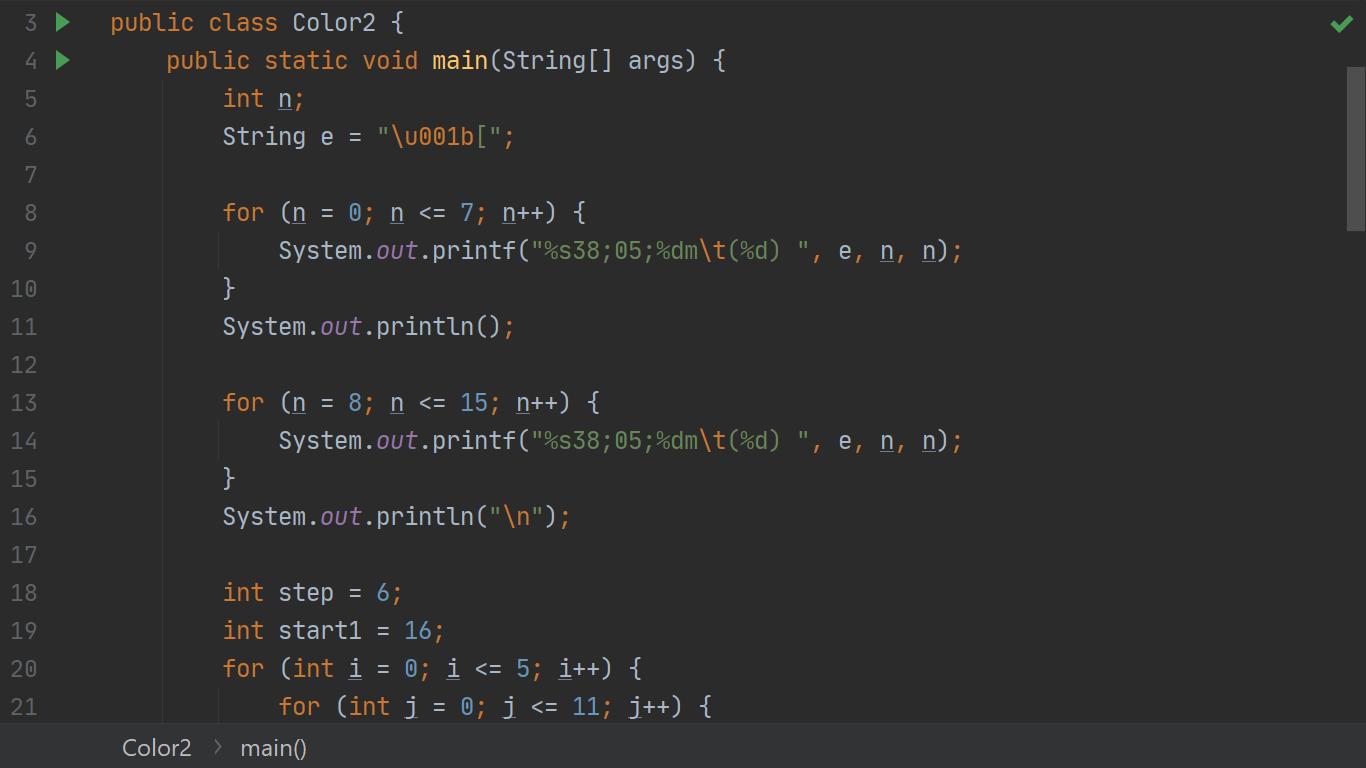 3 public class Color2 {
4 public static void main(String[] args) {
5 int n;
6 String e = "\u001b[";
7
8 for (n = 0; n <= 7; n++) {
9 System.out.printf("%s38;05;%dm\t(%d) ", e, n, n);
10 }
11 System.out.println();
12
13 for (n = 8; n <= 15; n++) {
14 System.out.printf("%s38;05;%dm\t(%d) ", e, n, n);
15 }
16 System.out.println("\n");
17
18 int step = 6;
19 int start1 = 16;
20 for (int i = 0; i <= 5; i++) {
21 for (int j = 0; j <= 11; j++) {
Color2 > main()